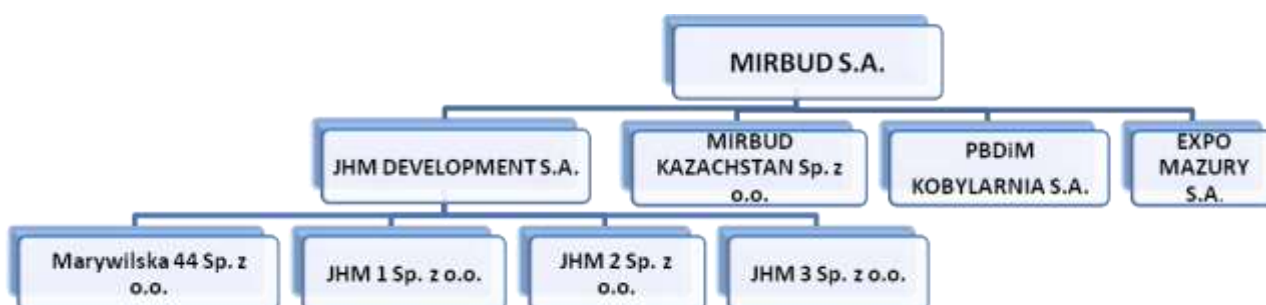 MIRBUD S.A.
JHM DEVELOPMENT S.A.
MIRBUD
KAZACHSTAN Sp. z
o.o.
PBDiM
KOBYLARNIA S.A.
EXPO
MAZURY
S.A.
Marywilska 44 Sp. z
o.o.
JHM 1 Sp. z o.o.
JHM 2 Sp. z
o.o.
JHM 3 Sp. z o.o.